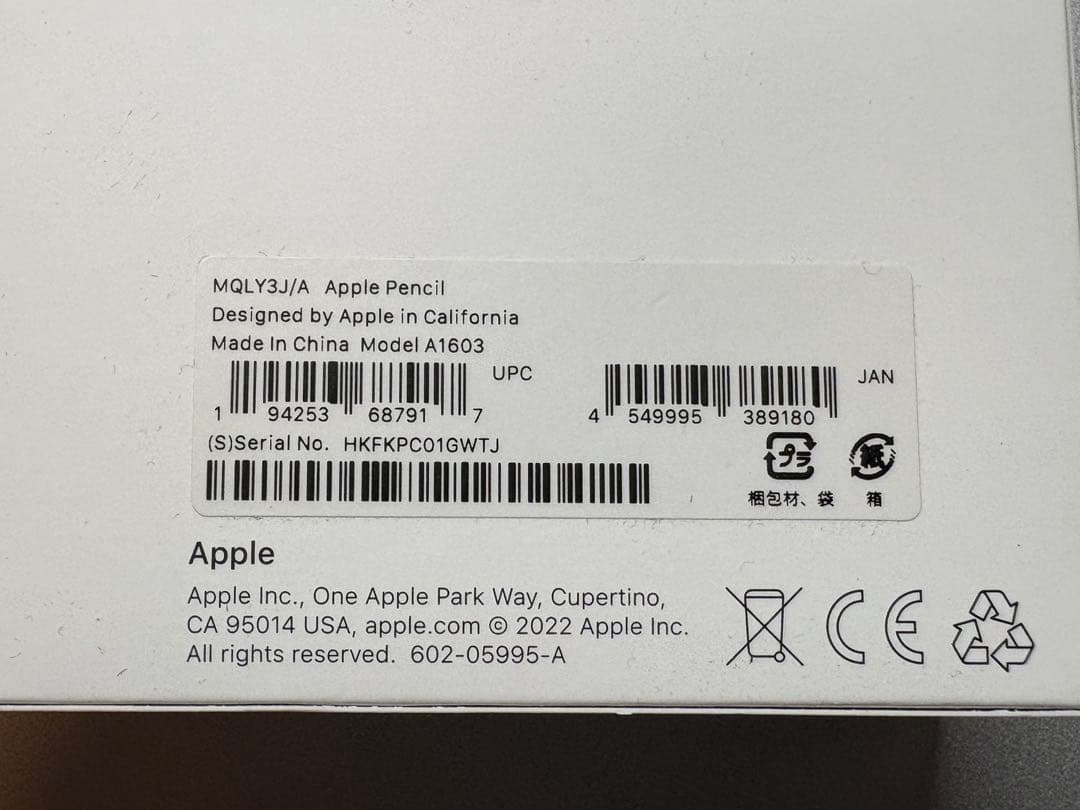 MQLY3J/A Apple Pencil
Designed by Apple in California
Made In China Model A1603
UPC
1 94253 68791 7
JAN
4 549995 389180
(S)Serial No. HKFKPC01GWTJ
プラ
紙
梱包材、袋
箱
Apple
Apple Inc., One Apple Park Way, Cupertino,
CA 95014 USA, apple.com © 2022 Apple Inc.
All rights reserved. 602-05995-A
CE